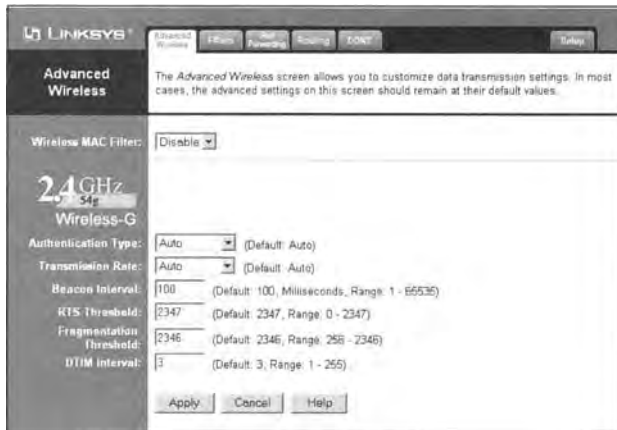 LINKSYS®
Advanced Wireless
Filters
Port Forwarding
Routing
DDNS
Setup
Advanced Wireless
The Advanced Wireless screen allows you to customize data transmission settings. In most
cases, the advanced settings on this screen should remain at their default values.
Wireless MAC Filter: Disable
2.4GHz
54g
Wireless-G
Authentication Type: Auto (Default: Auto)
Transmission Rate: Auto (Default: Auto)
Beacon Interval: 100 (Default: 100, Milliseconds, Range: 1 - 65535)
RTS Threshold: 2347 (Default: 2347, Range: 0 - 2347)
Fragmentation Threshold: 2346 (Default: 2346, Range: 256 - 2346)
DTIM Interval: 3 (Default: 3, Range: 1 - 255)
Apply Cancel Help